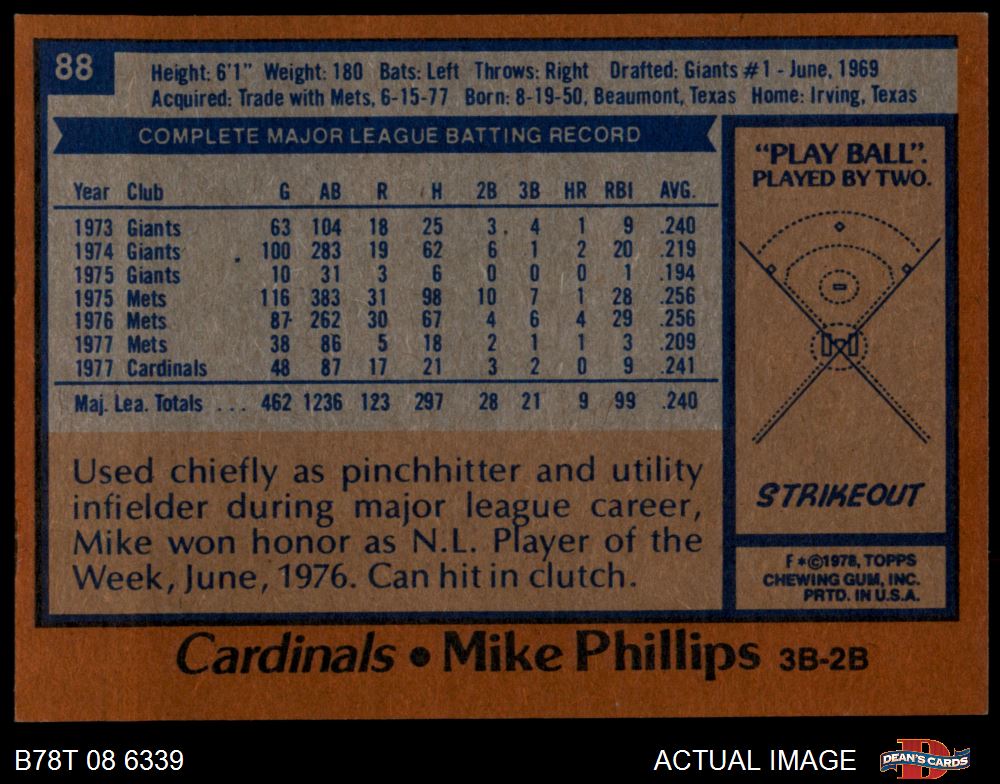 88
Height: 6'1" Weight: 180 Bats: Left Throws: Right Drafted: Giants #1 - June, 1969
Acquired: Trade with Mets, 6-15-77 Born: 8-19-50, Beaumont, Texas Home: Irving, Texas
COMPLETE MAJOR LEAGUE BATTING RECORD
Year Club G AB R H 2B 3B HR RBI AVG.
1973 Giants 63 104 18 25 3 4 1 9 .240
1974 Giants 100 283 19 62 6 1 2 20 .219
1975 Giants 10 31 3 6 0 0 0 1 .194
1975 Mets 116 383 31 98 10 7 1 28 .256
1976 Mets 87 262 30 67 4 6 4 29 .256
1977 Mets 38 86 5 18 2 1 1 3 .209
1977 Cardinals 48 87 17 21 3 2 0 9 .241
Maj. Lea. Totals ... 462 1236 123 297 28 21 9 99 .240
Used chiefly as pinchhitter and utility
infielder during major league career,
Mike won honor as N.L. Player of the
Week, June, 1976. Can hit in clutch.
"PLAY BALL".
PLAYED BY TWO.
STRIKEOUT
F*©1978, TOPPS
CHEWING GUM, INC.
PRTD. IN U.S.A.
Cardinals • Mike Phillips 3B-2B
B78T 08 6339
ACTUAL IMAGE
D
DEAN'S CARDS